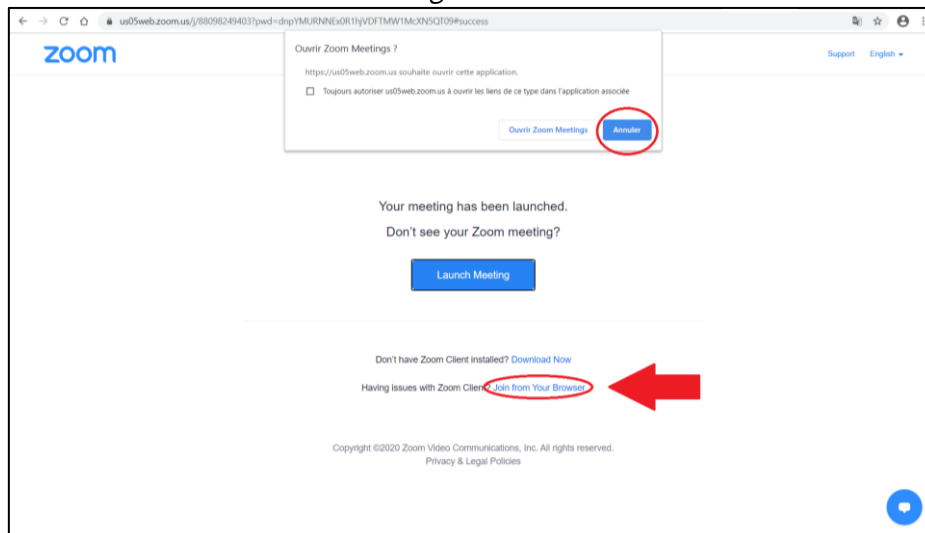 us05web.zoom.us/j/88098249403?pwd=dnpYMURNNEx0R1hjVDFTMW1McXN5QT09#success
zoom
Support English
Ouvrir Zoom Meetings ?
https://us05web.zoom.us souhaite ouvrir cette application.
Toujours autoriser us05web.zoom.us à ouvrir les liens de ce type dans l'application associée
Ouvrir Zoom Meetings Annuler
Your meeting has been launched.
Don't see your Zoom meeting?
Launch Meeting
Don't have Zoom Client installed? Download Now
Having issues with Zoom Client? Join from Your Browser
Copyright ©2020 Zoom Video Communications, Inc. All rights reserved.
Privacy & Legal Policies